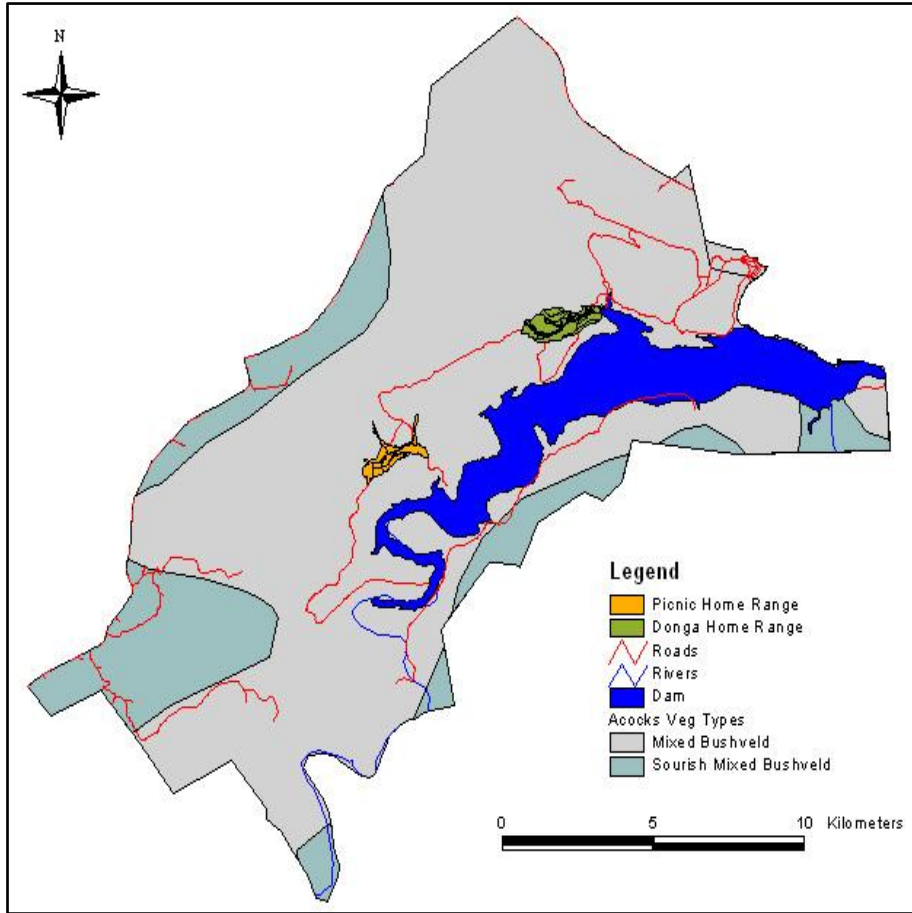 N
Legend
Picnic Home Range
Donga Home Range
Roads
Rivers
Dam
Acocks Veg Types
Mixed Bushveld
Sourish Mixed Bushveld
0 5 10 Kilometers